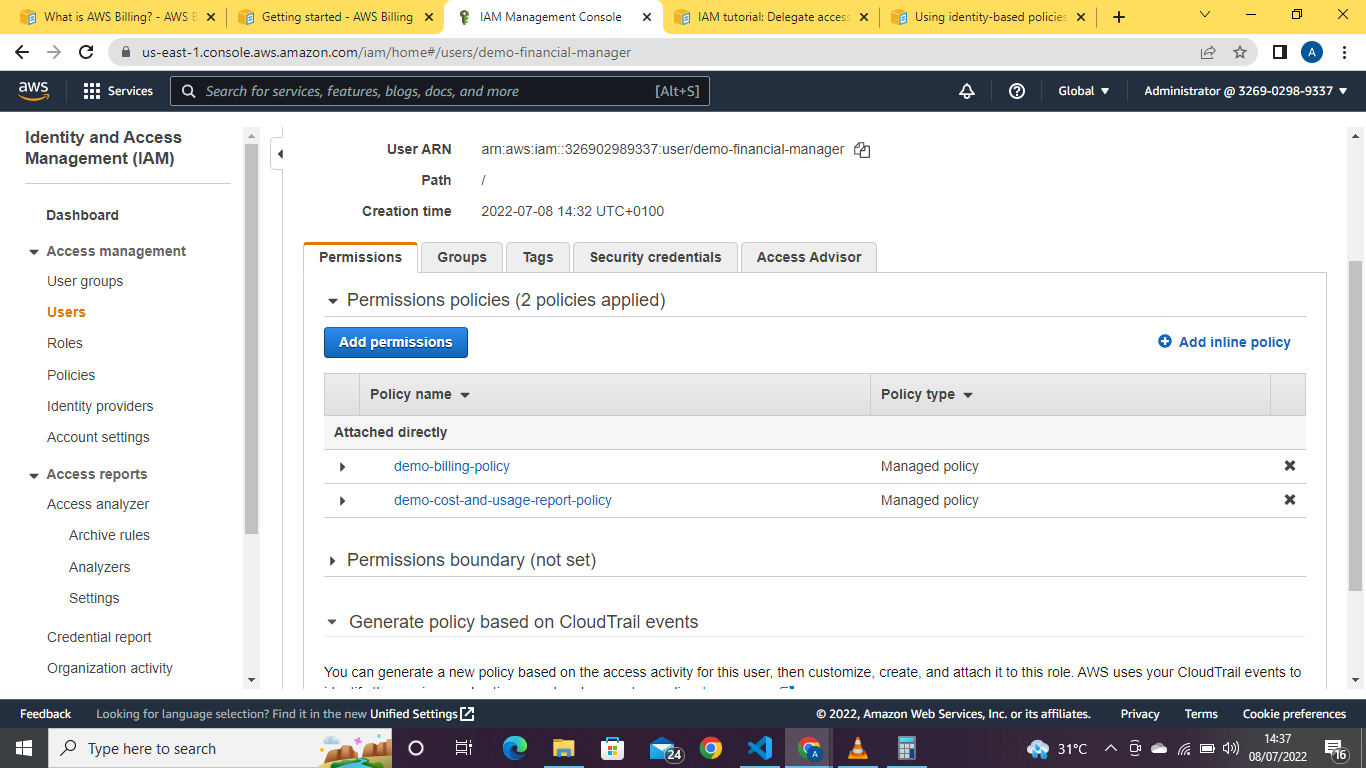 What is AWS Billing? - AWS B
Getting started - AWS Billing
IAM Management Console
IAM tutorial: Delegate access
Using identity-based policies
us-east-1.console.aws.amazon.com/iam/home#/users/demo-financial-manager
A
aws
Services
Search for services, features, blogs, docs, and more
[Alt+S]
Global
Administrator @ 3269-0298-9337
Identity and Access
Management (IAM)
Dashboard
Access management
User groups
Users
Roles
Policies
Identity providers
Account settings
Access reports
Access analyzer
Archive rules
Analyzers
Settings
Credential report
Organization activity
User ARN arn:aws:iam::326902989337:user/demo-financial-manager
Path /
Creation time 2022-07-08 14:32 UTC+0100
Permissions
Groups
Tags
Security credentials
Access Advisor
Permissions policies (2 policies applied)
Add permissions
Add inline policy
Policy name
Policy type
Attached directly
demo-billing-policy Managed policy
demo-cost-and-usage-report-policy Managed policy
Permissions boundary (not set)
Generate policy based on CloudTrail events
You can generate a new policy based on the access activity for this user, then customize, create, and attach it to this role. AWS uses your CloudTrail events to
Feedback
Looking for language selection? Find it in the new Unified Settings
© 2022, Amazon Web Services, Inc. or its affiliates.
Privacy
Terms
Cookie preferences
Type here to search
24
A
31°C
14:37
08/07/2022
16